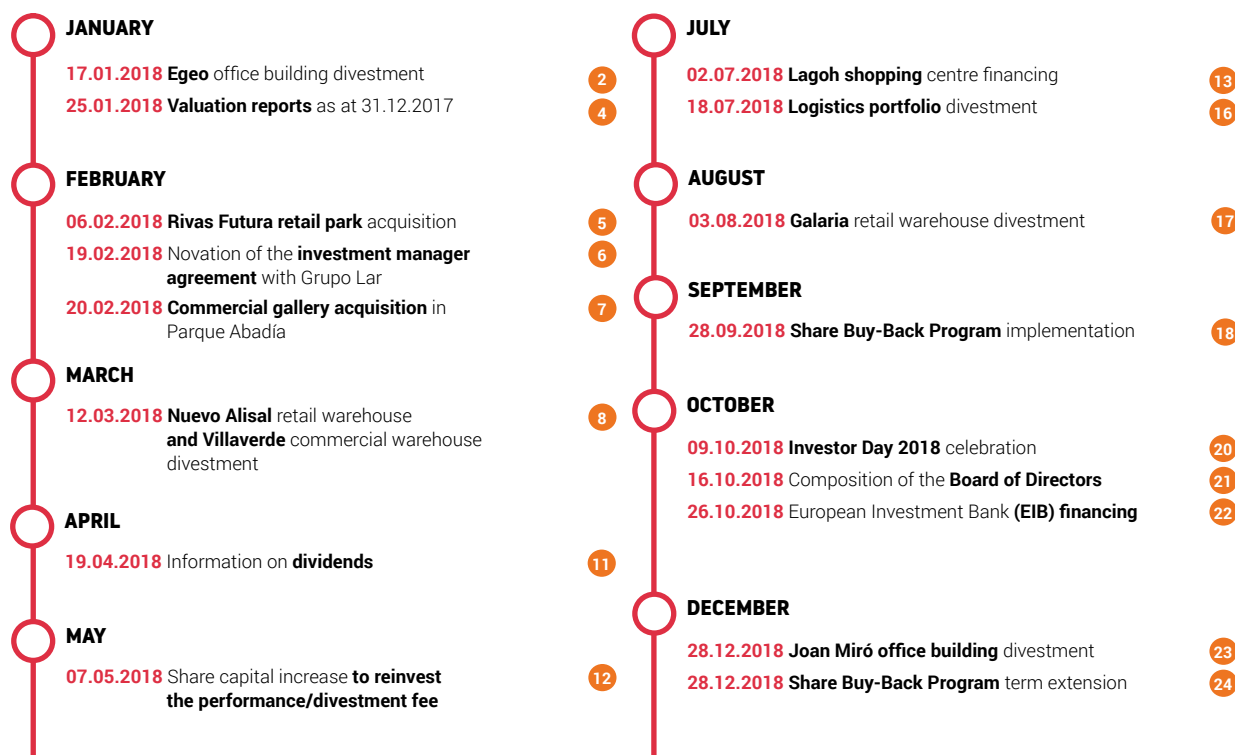 JANUARY
17.01.2018 Egeo office building divestment 2
25.01.2018 Valuation reports as at 31.12.2017 4
FEBRUARY
06.02.2018 Rivas Futura retail park acquisition 5
19.02.2018 Novation of the investment manager 6
agreement with Grupo Lar
20.02.2018 Commercial gallery acquisition in 7
Parque Abadía
MARCH
12.03.2018 Nuevo Alisal retail warehouse 8
and Villaverde commercial warehouse
divestment
APRIL
19.04.2018 Information on dividends 11
MAY
07.05.2018 Share capital increase to reinvest 12
the performance/divestment fee
JULY
02.07.2018 Lagoh shopping centre financing 13
18.07.2018 Logistics portfolio divestment 16
AUGUST
03.08.2018 Galaria retail warehouse divestment 17
SEPTEMBER
28.09.2018 Share Buy-Back Program implementation 18
OCTOBER
09.10.2018 Investor Day 2018 celebration 20
16.10.2018 Composition of the Board of Directors 21
26.10.2018 European Investment Bank (EIB) financing 22
DECEMBER
28.12.2018 Joan Miró office building divestment 23
28.12.2018 Share Buy-Back Program term extension 24